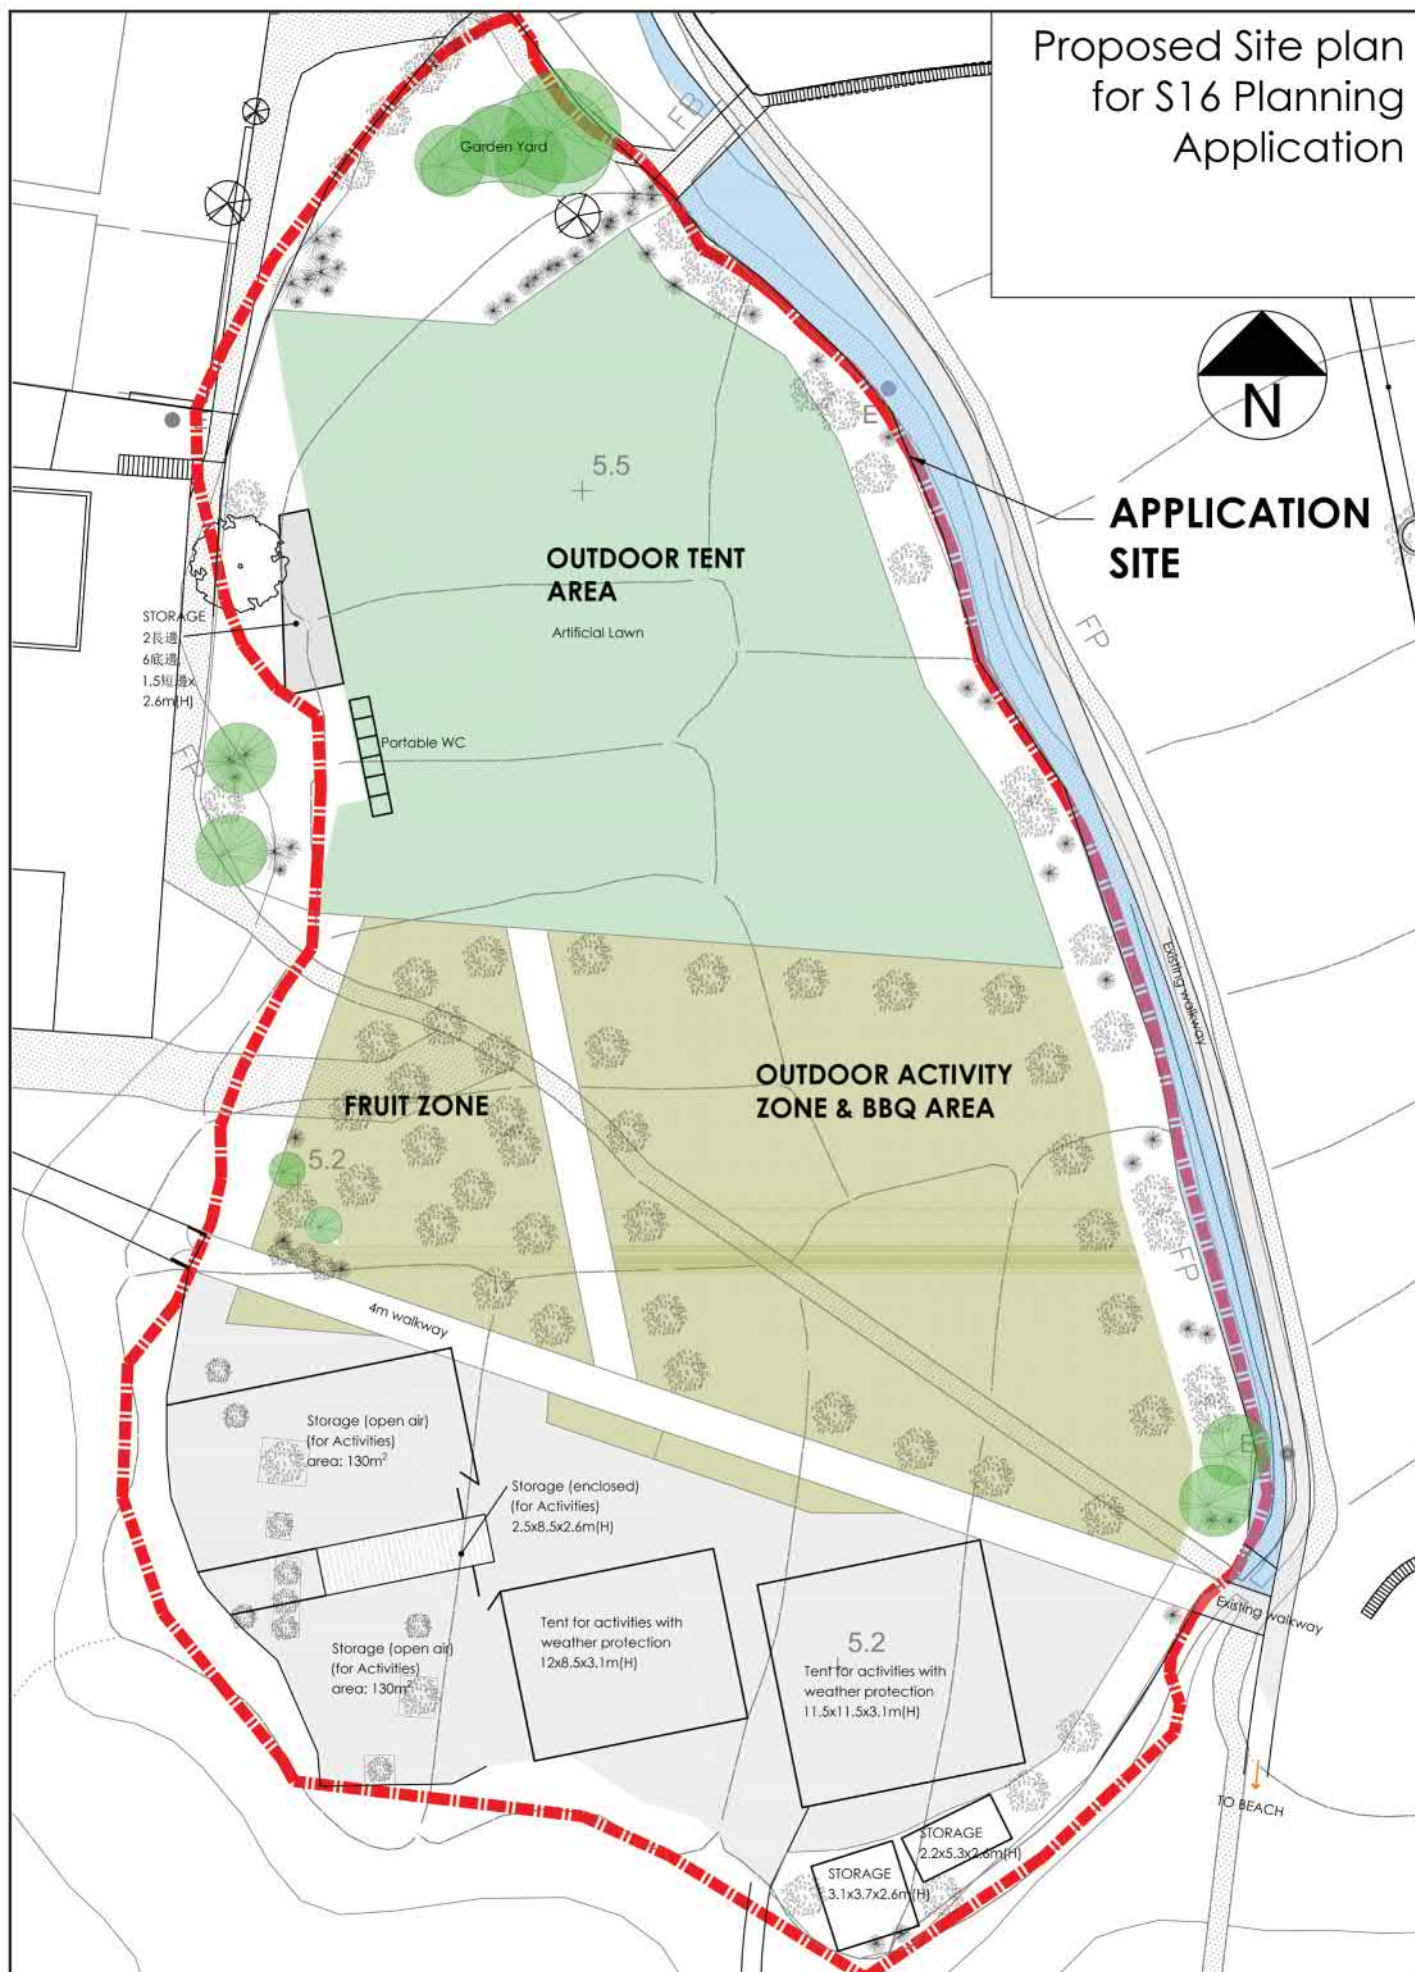 Proposed Site plan
for S16 Planning
Application
FB
Garden Yard
N
E
5.5
APPLICATION
SITE
OUTDOOR TENT
AREA
Artificial Lawn
FP
STORAGE
2長邊
6底邊
1.5短邊x
2.6m(H)
Portable WC
FP
Existing walkway
OUTDOOR ACTIVITY
ZONE & BBQ AREA
FRUIT ZONE
5.2
FP
4m walkway
Storage (open air)
(for Activities)
area: 130m²
E
Storage (enclosed)
(for Activities)
2.5x8.5x2.6m(H)
Existing walkway
Tent for activities with
weather protection
12x8.5x3.1m(H)
Storage (open air)
(for Activities)
area: 130m²
5.2
Tent for activities with
weather protection
11.5x11.5x3.1m(H)
TO BEACH
STORAGE
2.2x5.3x2.6m(H)
STORAGE
3.1x3.7x2.6m(H)